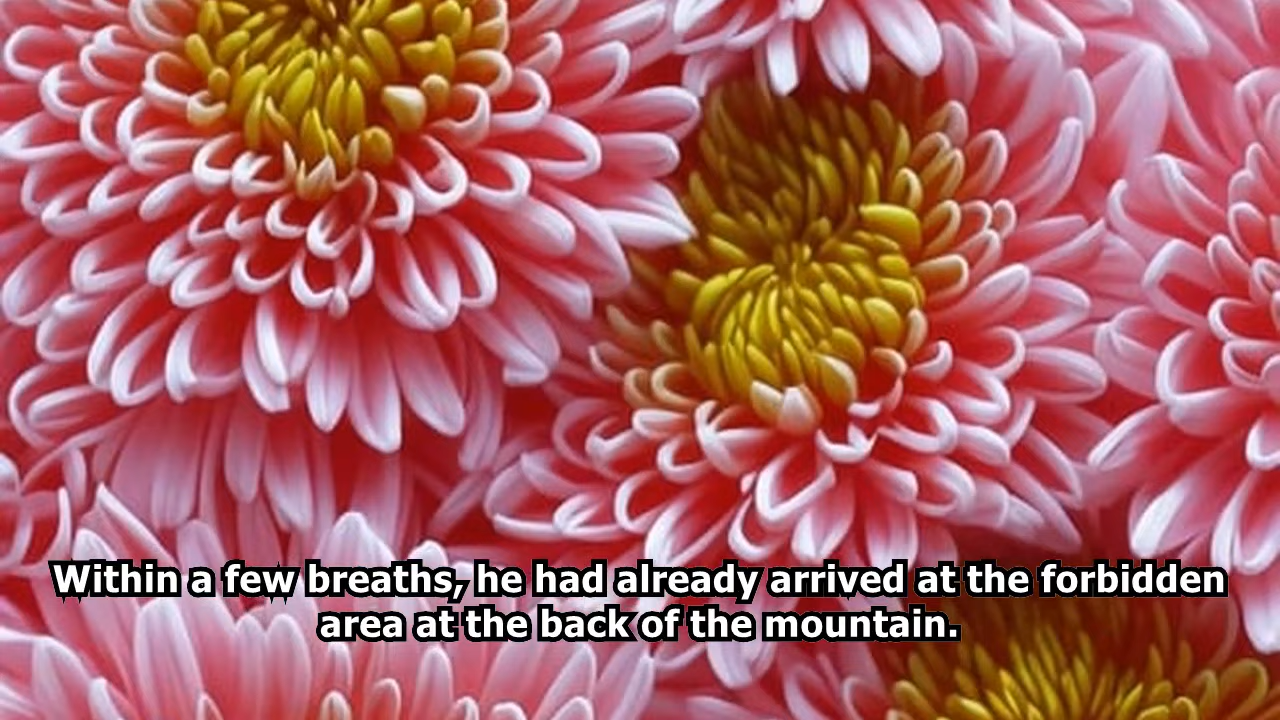 Within a few breaths, he had already arrived at the forbidden
area at the back of the mountain.